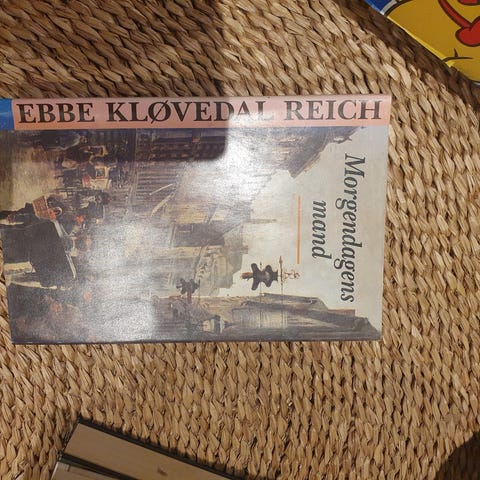 EBBE KLØVEDAL REICH
Morgendagens
mand